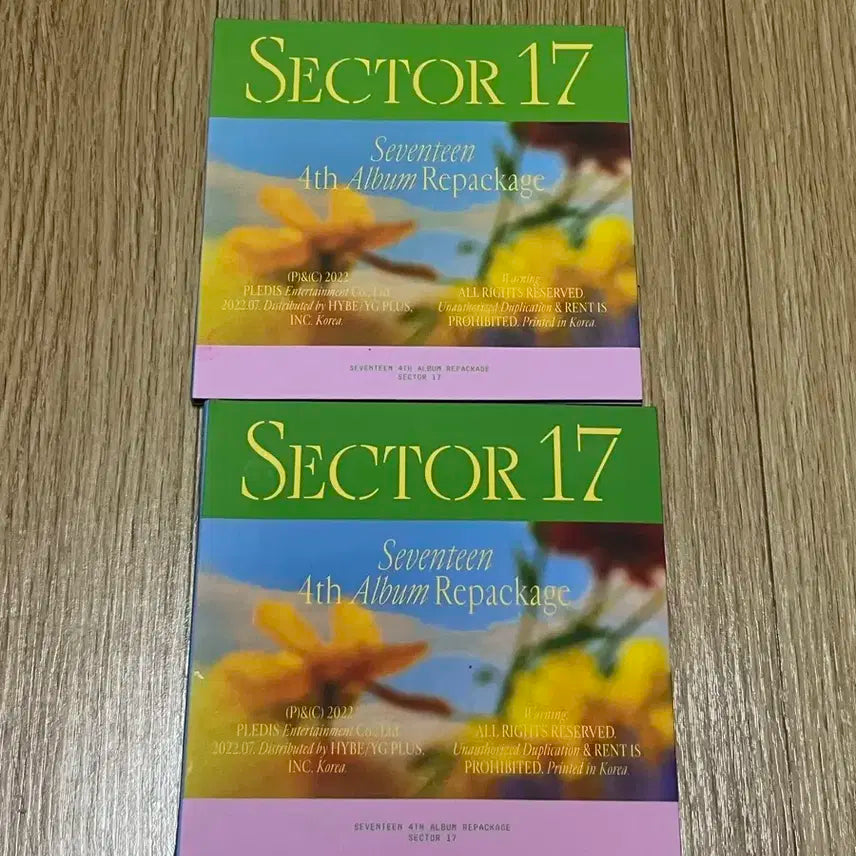 SECTOR 17
Seventeen
4th Album Repackage
(P)&(C) 2022
PLEDIS Entertainment Co., Ltd.
2022.07. Distributed by HYBE/YG PLUS,
INC. Korea.
Warning:
ALL RIGHTS RESERVED.
Unauthorized Duplication & RENT IS
PROHIBITED. Printed in Korea.
SEVENTEEN 4TH ALBUM REPACKAGE
SECTOR 17
SECTOR 17
Seventeen
4th Album Repackage
(P)&(C) 2022
PLEDIS Entertainment Co., Ltd.
2022.07. Distributed by HYBE/YG PLUS,
INC. Korea.
Warning:
ALL RIGHTS RESERVED.
Unauthorized Duplication & RENT IS
PROHIBITED. Printed in Korea.
SEVENTEEN 4TH ALBUM REPACKAGE
SECTOR 17